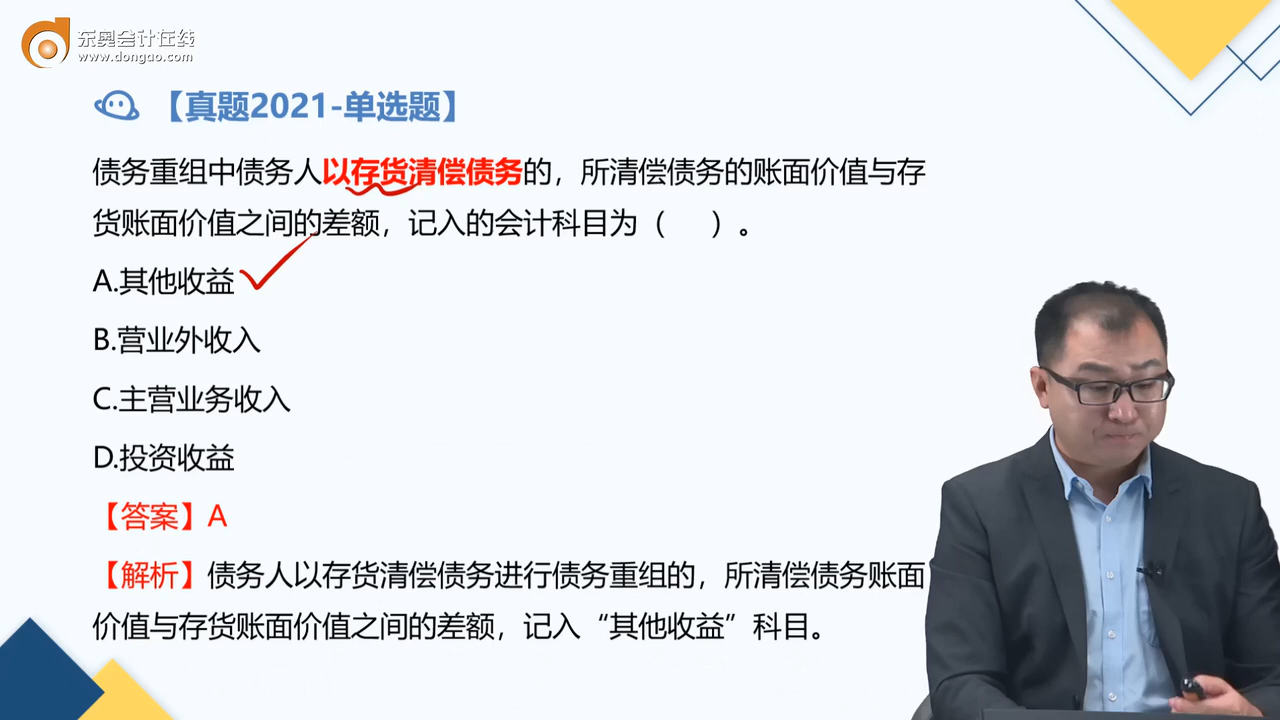 东奥会计在线
www.dongao.com
【真题2021-单选题】
债务重组中债务人以存货清偿债务的，所清偿债务的账面价值与存
货账面价值之间的差额，记入的会计科目为（　）。
A.其他收益
B.营业外收入
C.主营业务收入
D.投资收益
【答案】A
【解析】债务人以存货清偿债务进行债务重组的，所清偿债务账面
价值与存货账面价值之间的差额，记入“其他收益”科目。